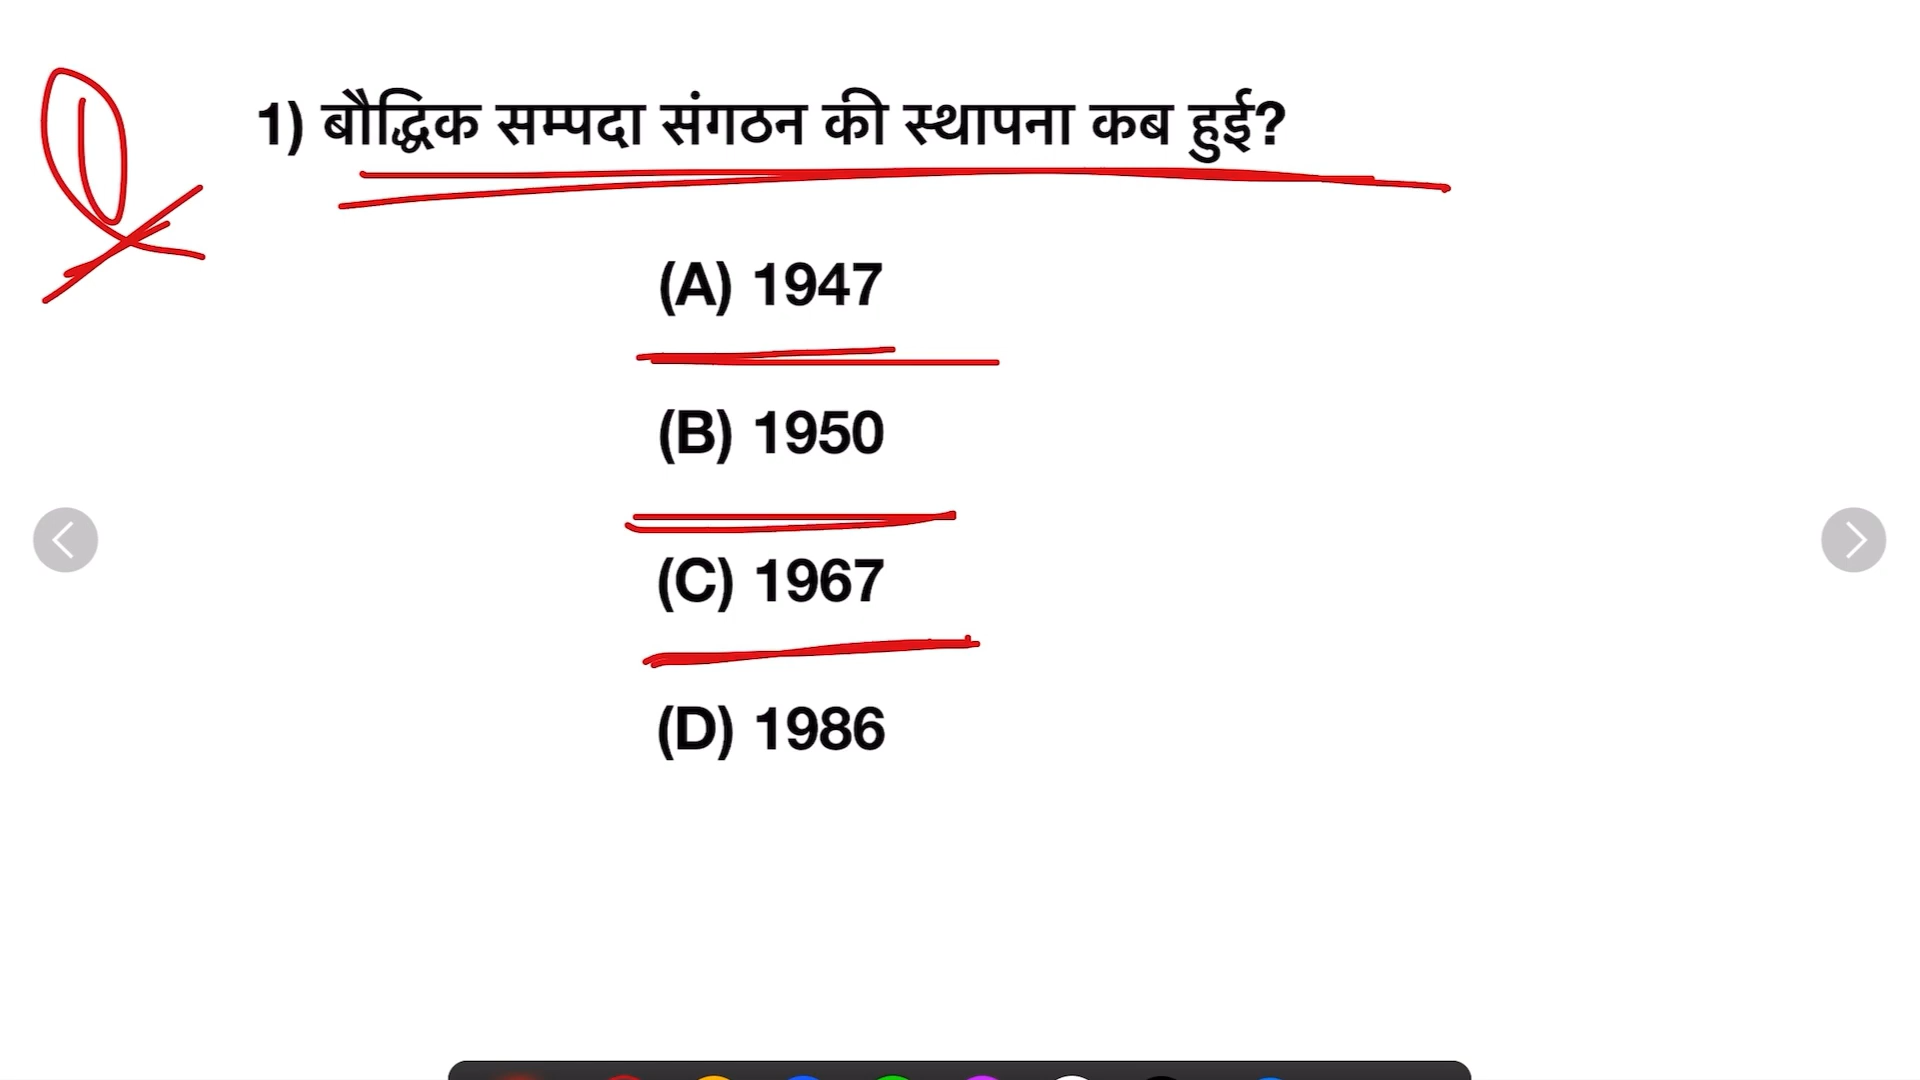 1) बौद्धिक सम्पदा संगठन की स्थापना कब हुई?
(A) 1947
(B) 1950
(C) 1967
(D) 1986